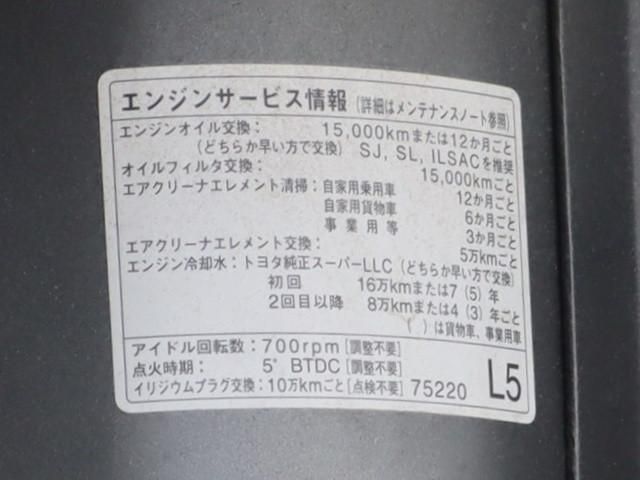 エンジンサービス情報 (詳細はメンテナンスノート参照)
エンジンオイル交換： 15,000kmまたは12か月ごと
(どちらか早い方で交換) SJ, SL, ILSACを推奨
オイルフィルタ交換： 15,000kmごと
エアクリーナエレメント清掃：自家用乗用車 12か月ごと
自家用貨物車 6か月ごと
事業用等 3か月ごと
エアクリーナエレメント交換： 5万kmごと
エンジン冷却水：トヨタ純正スーパーLLC (どちらか早い方で交換)
初回 16万kmまたは7 (5) 年
2回目以降 8万kmまたは4 (3) 年ごと
( ) は貨物車、事業用車
アイドル回転数：700rpm [調整不要]
点火時期： 5° BTDC [調整不要]
イリジウムプラグ交換：10万kmごと [点検不要] 75220 L5